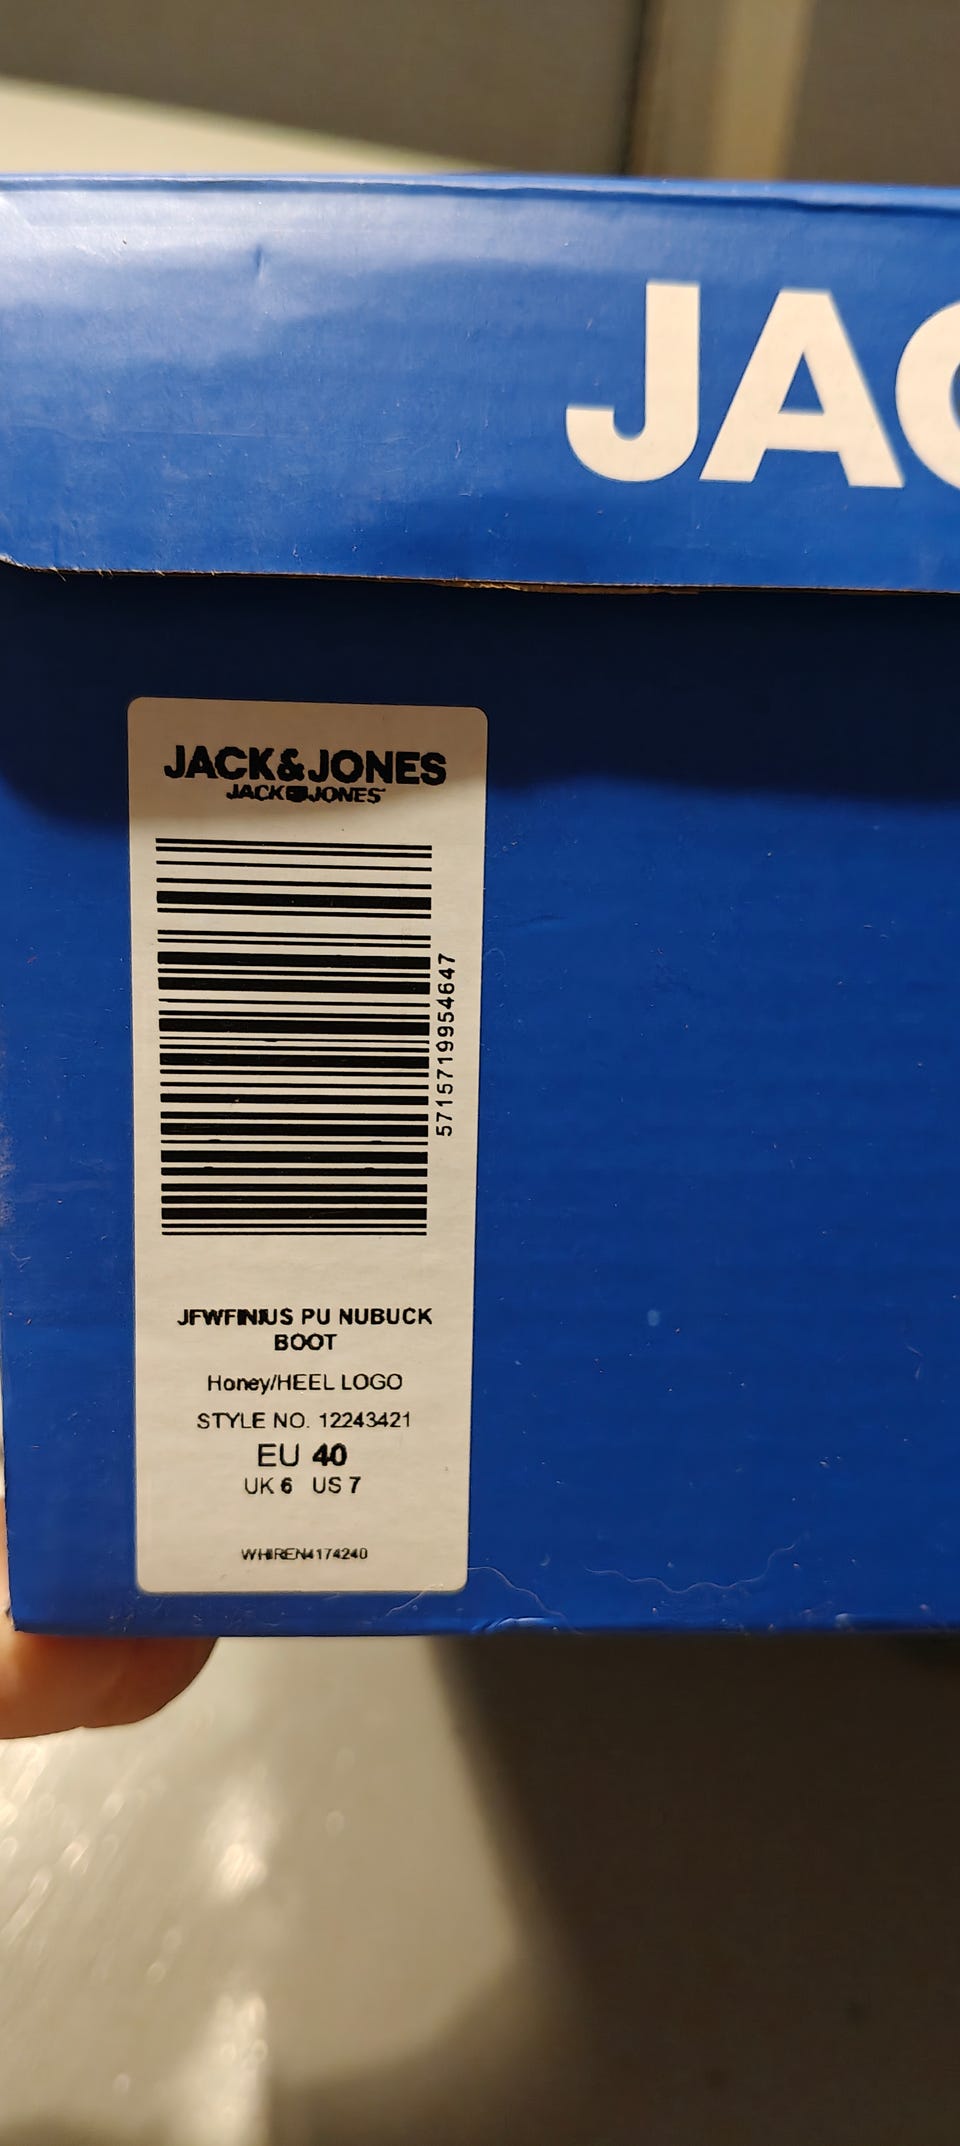 JAC
JACK&JONES
JACK JONES
5715719954647
JFWFINIUS PU NUBUCK
BOOT
Honey/HEEL LOGO
STYLE NO. 12243421
EU 40
UK 6 US 7
WHIREN4174240